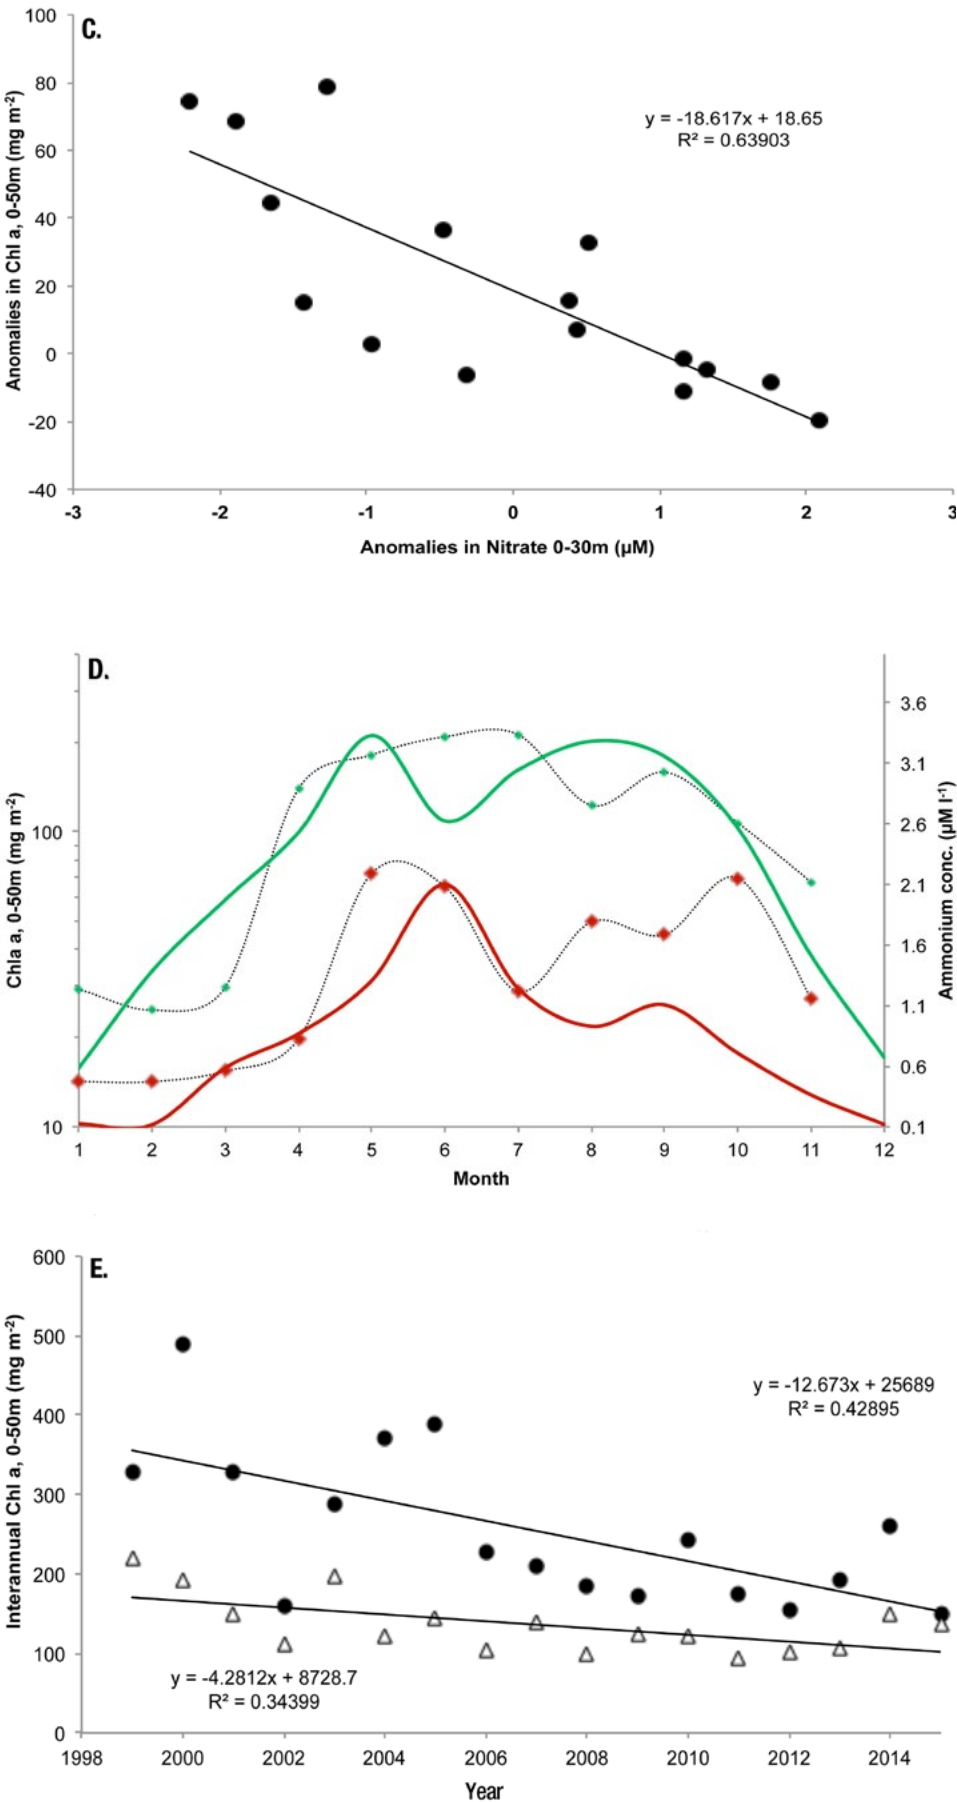 C.
100
80
60
40
20
0
-20
-40
Anomalies in Chl a, 0-50m (mg m⁻²)
y = -18.617x + 18.65
R² = 0.63903
-3 -2 -1 0 1 2 3
Anomalies in Nitrate 0-30m (µM)
D.
100
10
Chla a, 0-50m (mg m⁻²)
3.6
3.1
2.6
2.1
1.6
1.1
0.6
0.1
Ammonium conc. (µM l⁻¹)
1 2 3 4 5 6 7 8 9 10 11 12
Month
E.
600
500
400
300
200
100
0
Interannual Chl a, 0-50m (mg m⁻²)
y = -12.673x + 25689
R² = 0.42895
y = -4.2812x + 8728.7
R² = 0.34399
1998 2000 2002 2004 2006 2008 2010 2012 2014
Year